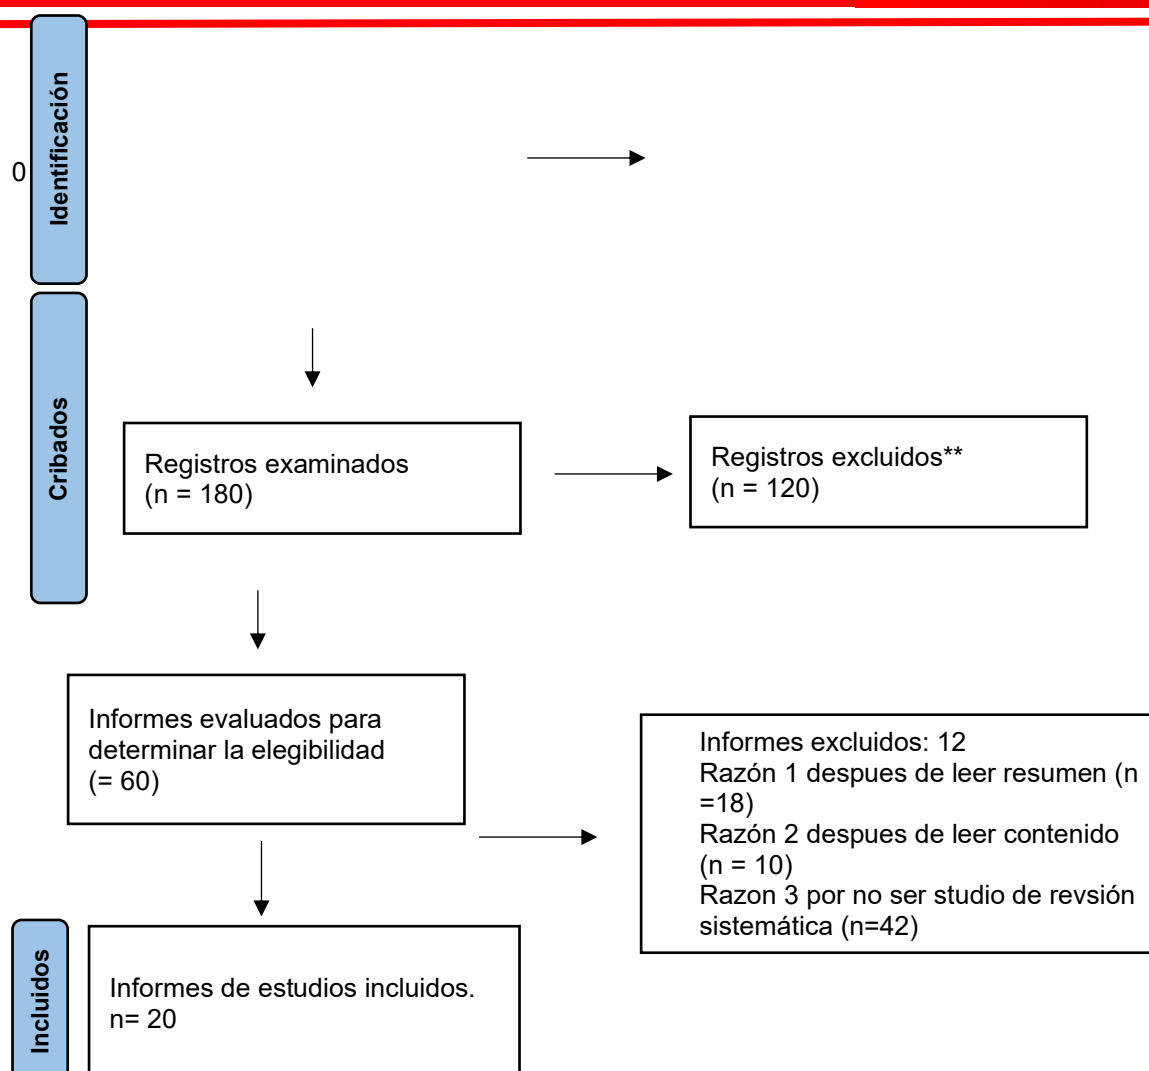 Identificación
0
Cribados
Registros examinados
(n = 180)
Registros excluidos**
(n = 120)
Informes evaluados para
determinar la elegibilidad
(= 60)
Informes excluidos: 12
Razón 1 despues de leer resumen (n
=18)
Razón 2 despues de leer contenido
(n = 10)
Razon 3 por no ser studio de revsión
sistemática (n=42)
Incluidos
Informes de estudios incluidos.
n= 20